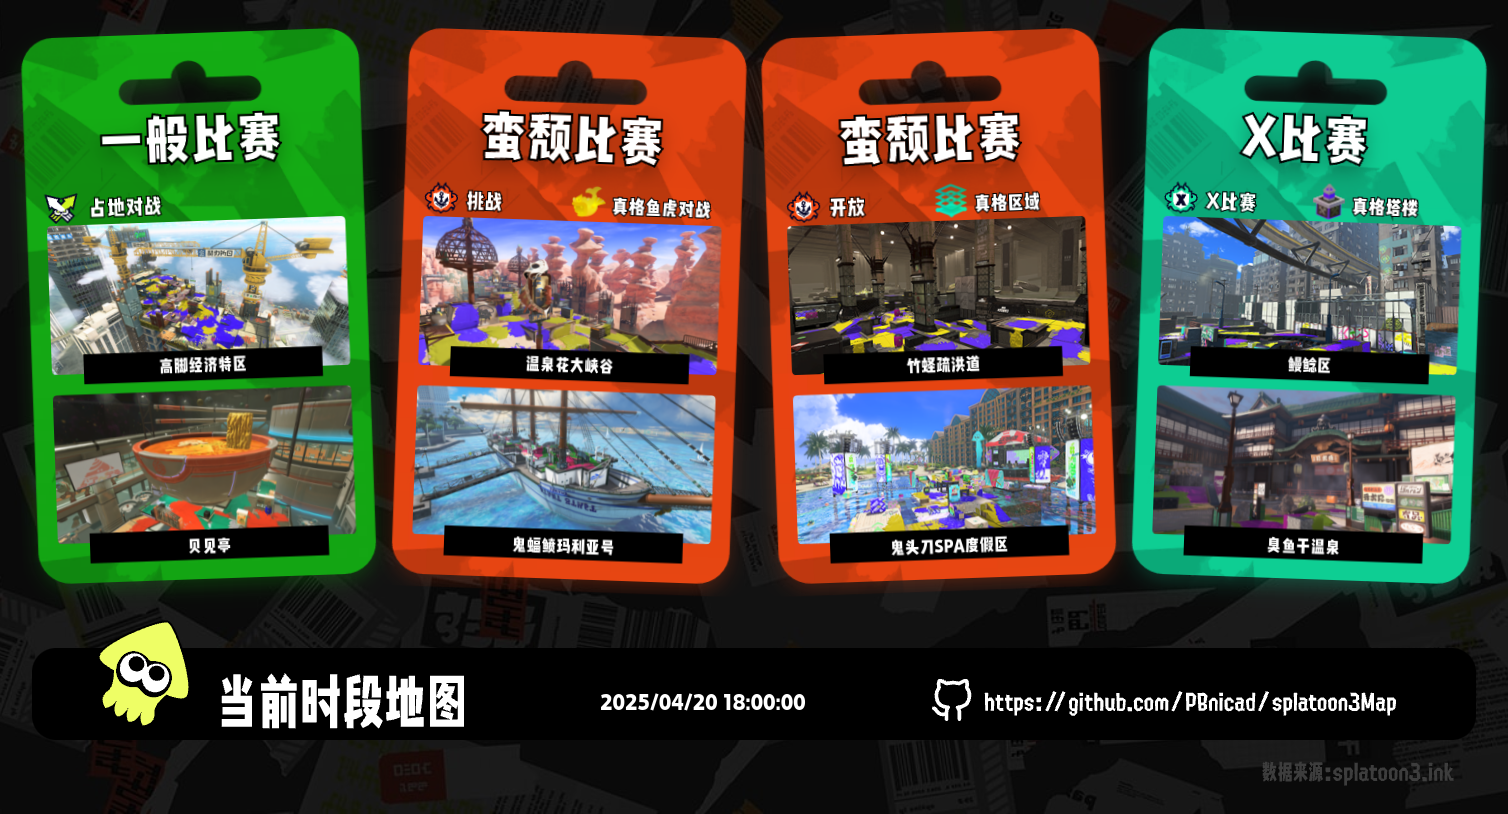 一般比赛
占地对战
高脚经济特区
贝见亭
蛮颓比赛
挑战
真格鱼虎对战
温泉花大峡谷
鬼蝠鲼玛利亚号
蛮颓比赛
开放
真格区域
竹蛏疏洪道
鬼头刀SPA度假区
X比赛
X比赛
真格塔楼
鳗鲶区
臭鱼干温泉
当前时段地图
2025/04/20 18:00:00
https://github.com/PBnicad/splatoon3Map
数据来源:splatoon3.ink